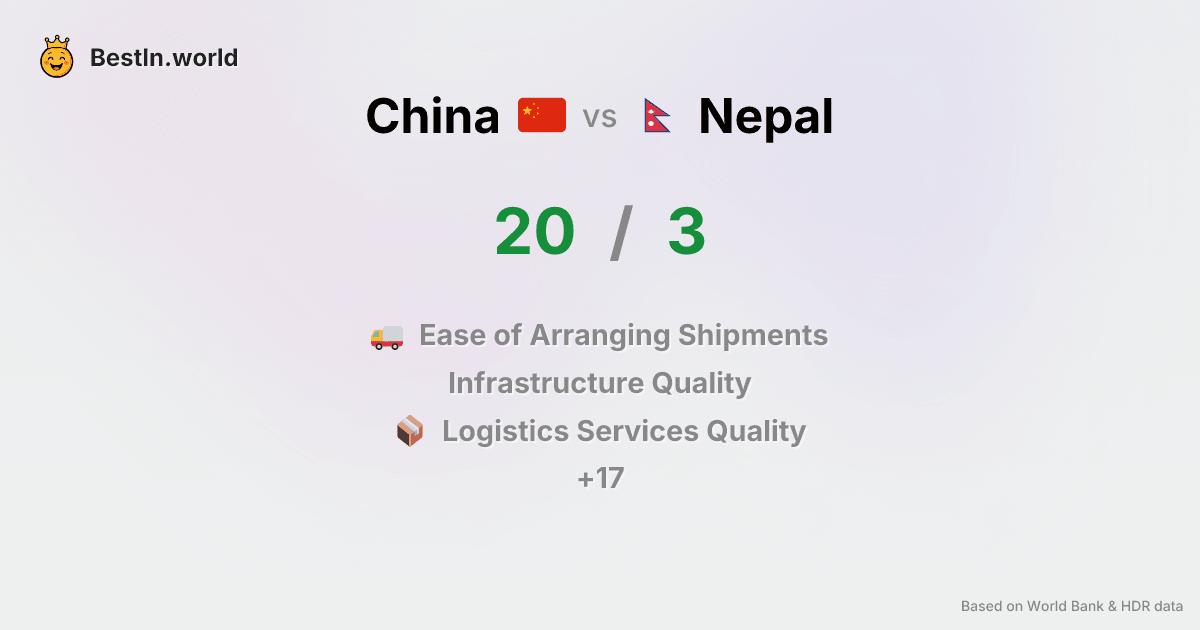 BestIn.world
China vs Nepal
20 / 3
Ease of Arranging Shipments
Infrastructure Quality
Logistics Services Quality
+17
Based on World Bank & HDR data